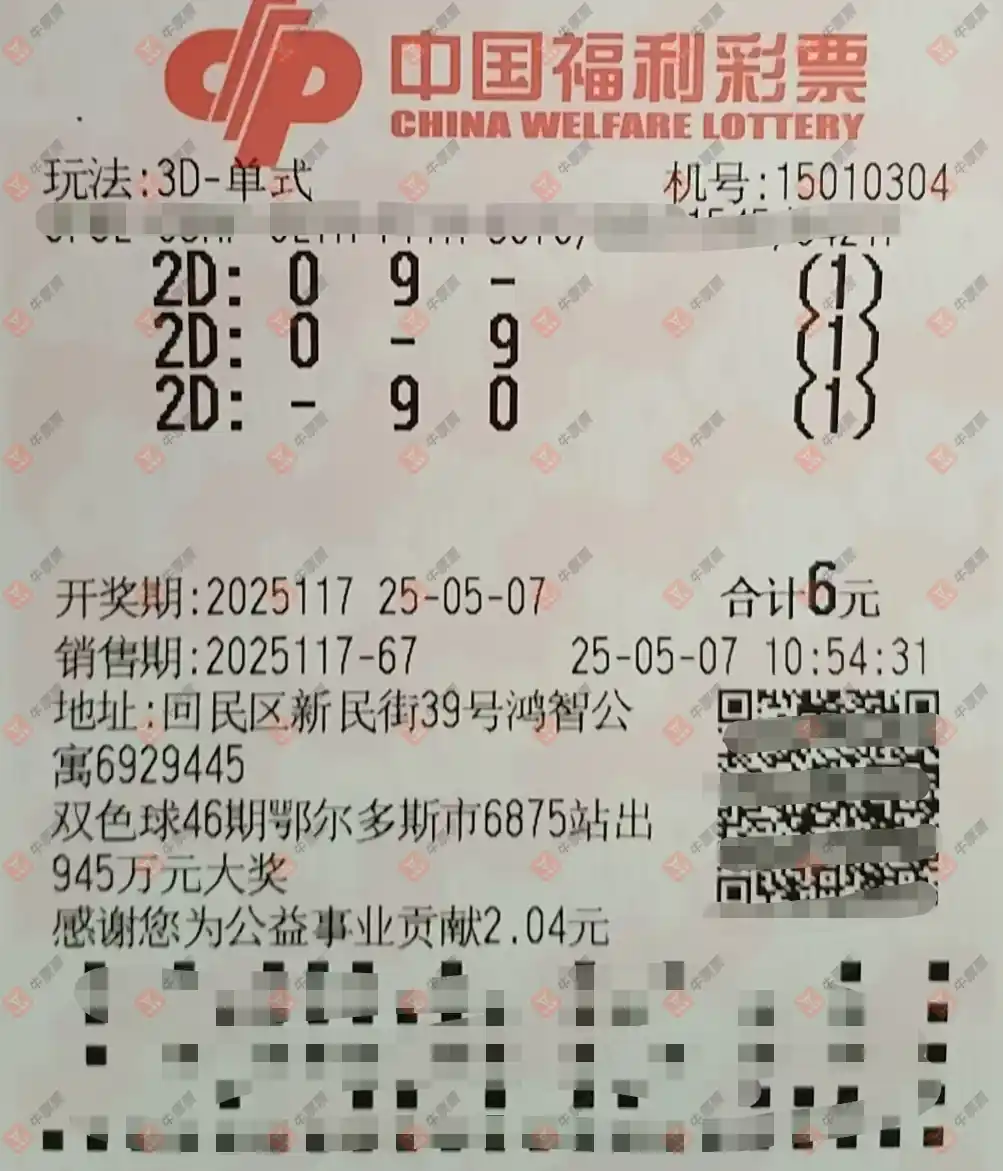 中国福利彩票
CHINA WELFARE LOTTERY
玩法:3D-单式 机号:15010304
2D: 0 9 - (1)
2D: 0 - 9 (1)
2D: - 9 0 (1)
开奖期:2025117 25-05-07 合计6元
销售期:2025117-67 25-05-07 10:54:31
地址:回民区新民街39号鸿智公
寓6929445
双色球46期鄂尔多斯市6875站出
945万元大奖
感谢您为公益事业贡献2.04元